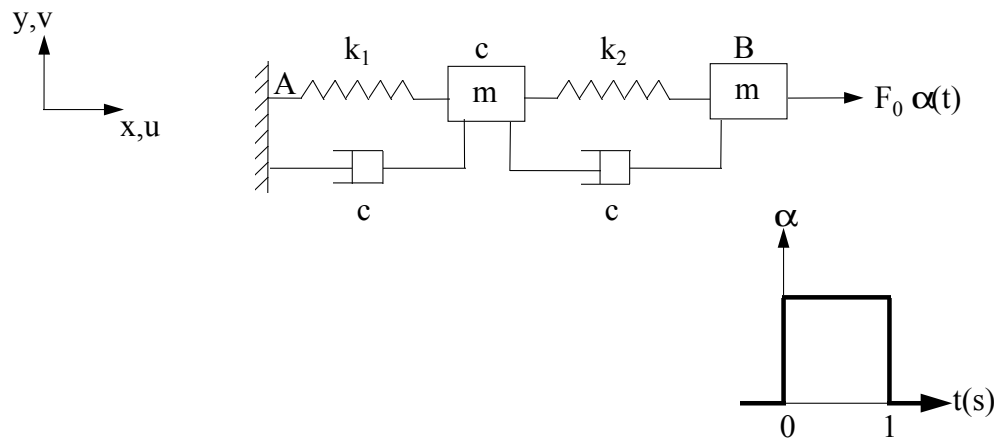 y,v
x,u
A
k₁
c
k₂
B
m
m
F₀ α(t)
c
c
α
t(s)
0
1